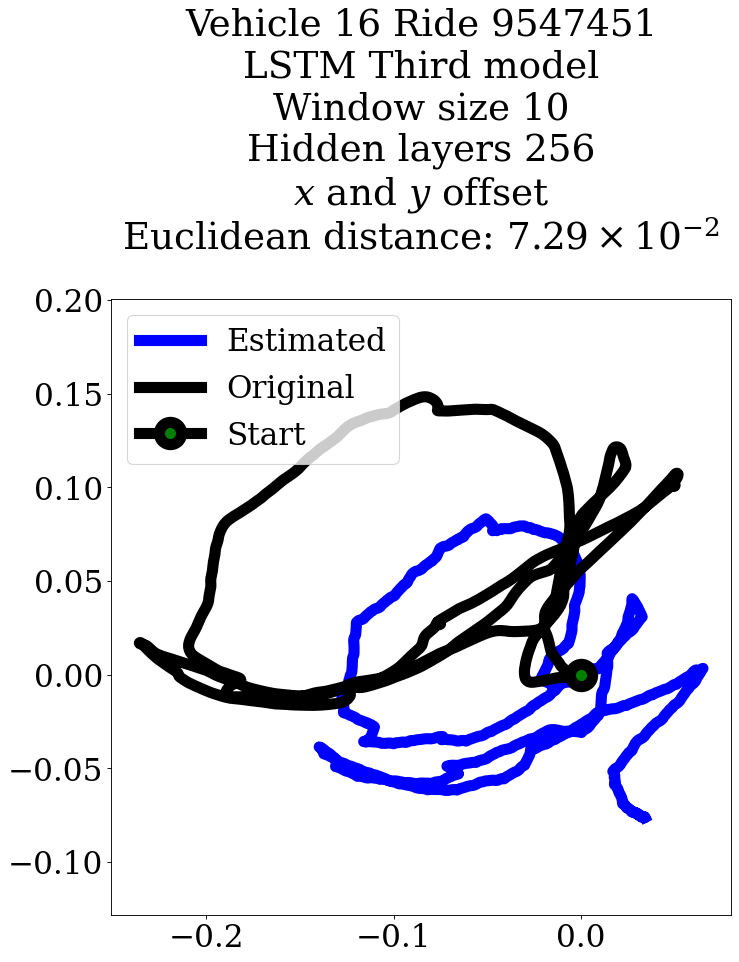 Vehicle 16 Ride 9547451
LSTM Third model
Window size 10
Hidden layers 256
x and y offset
Euclidean distance: 7.29 × 10⁻²
0.20
Estimated
0.15
Original
Start
0.10
0.05
0.00
−0.05
−0.10
−0.2 −0.1 0.0